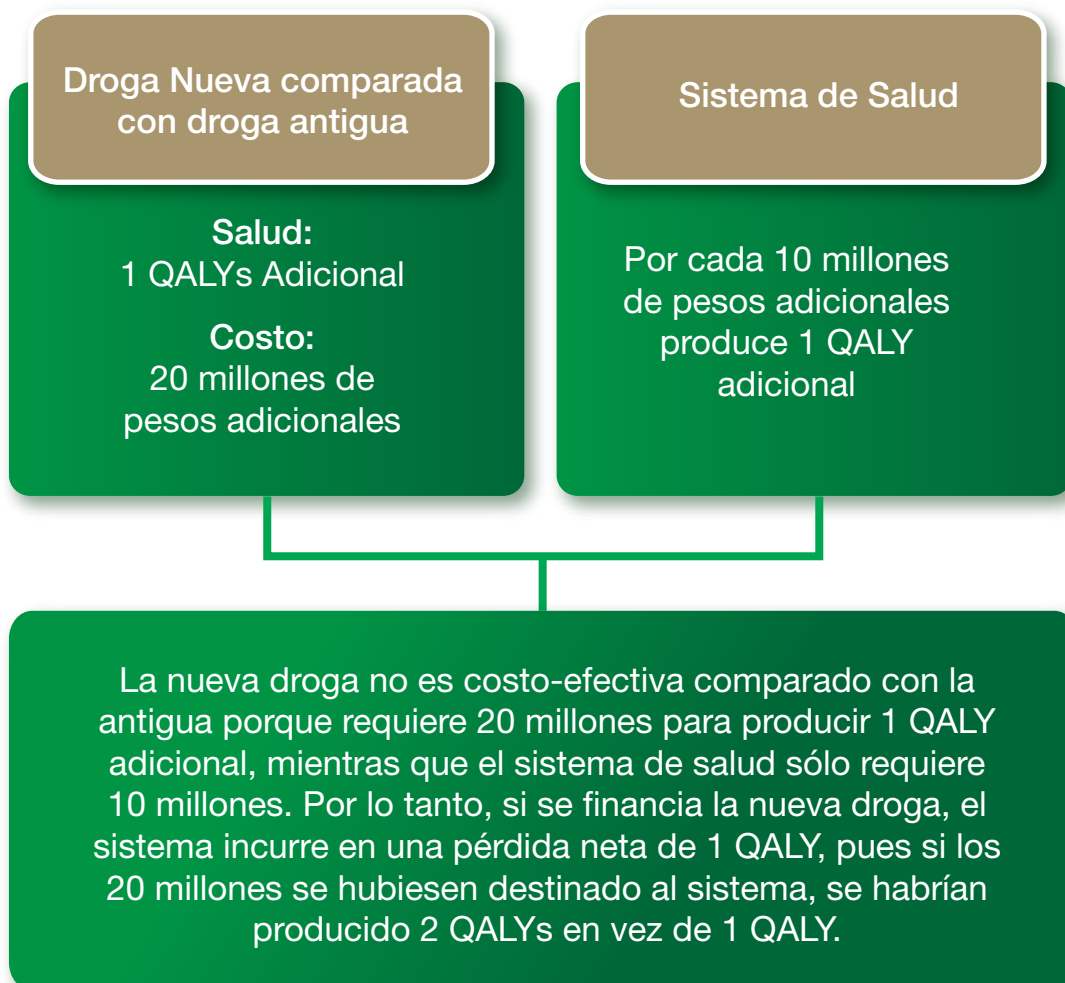 Droga Nueva comparada
con droga antigua
Salud:
1 QALYs Adicional
Costo:
20 millones de
pesos adicionales
Sistema de Salud
Por cada 10 millones
de pesos adicionales
produce 1 QALY
adicional
La nueva droga no es costo-efectiva comparado con la
antigua porque requiere 20 millones para producir 1 QALY
adicional, mientras que el sistema de salud sólo requiere
10 millones. Por lo tanto, si se financia la nueva droga, el
sistema incurre en una pérdida neta de 1 QALY, pues si los
20 millones se hubiesen destinado al sistema, se habrían
producido 2 QALYs en vez de 1 QALY.